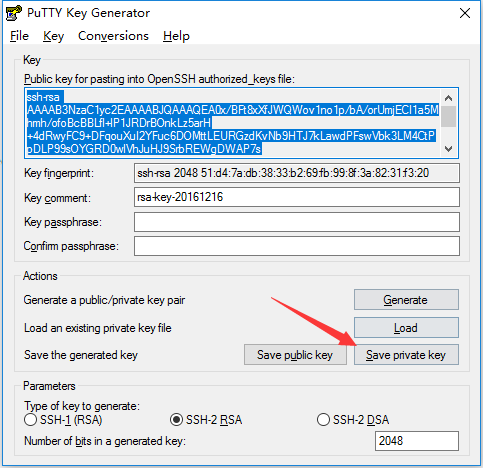 PuTTY Key Generator
File Key Conversions Help
Key
Public key for pasting into OpenSSH authorized_keys file:
ssh-rsa
AAAAB3NzaC1yc2EAAAABJQAAAQEA0x/BFt8xXfJWQWov1no1p/bA/orUmjECI1a5M
hmh/ofoBcBBLfI+IP1JRDrBOnkLz5arH
+4dRwyFC9+DFqouXuI2YFuc6DOMttLEURGzdKvNb9HTJ7kLawdPFswVbk3LM4CtP
pDLP99sOYGRD0wlVhJuHJ9SrbREWgDWAP7s
Key fingerprint: ssh-rsa 2048 51:d4:7a:db:38:33:b2:69:fb:99:8f:3a:82:31:f3:20
Key comment: rsa-key-20161216
Key passphrase:
Confirm passphrase:
Actions
Generate a public/private key pair Generate
Load an existing private key file Load
Save the generated key Save public key Save private key
Parameters
Type of key to generate:
SSH-1 (RSA) SSH-2 RSA SSH-2 DSA
Number of bits in a generated key: 2048